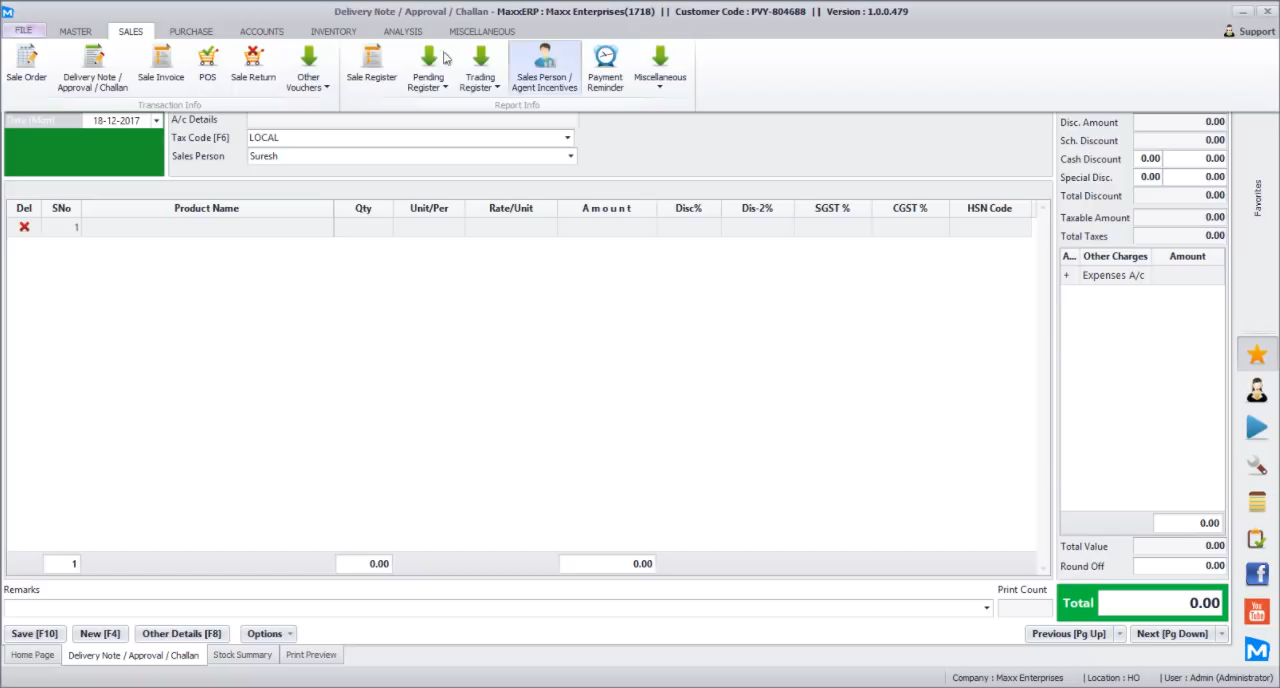 Delivery Note / Approval / Challan - MaxxERP : Maxx Enterprises(1718) || Customer Code : PVY-804688 || Version : 1.0.0.479
FILE MASTER SALES PURCHASE ACCOUNTS INVENTORY ANALYSIS MISCELLANEOUS Support
Sale Order
Delivery Note /
Approval / Challan
Sale Invoice
POS
Sale Return
Other
Vouchers
Sale Register
Pending
Register
Trading
Register
Sales Person /
Agent Incentives
Payment
Reminder
Miscellaneous
Transaction Info
Report Info
18-12-2017
A/c Details
Tax Code [F6] LOCAL
Sales Person Suresh
Del SNo Product Name Qty Unit/Per Rate/Unit A m o u n t Disc% Dis-2% SGST % CGST % HSN Code
1
1 0.00 0.00
Disc. Amount 0.00
Sch. Discount 0.00
Cash Discount 0.00 0.00
Special Disc. 0.00 0.00
Total Discount 0.00
Taxable Amount 0.00
Total Taxes 0.00
A... Other Charges Amount
+ Expenses A/c
0.00
Total Value 0.00
Round Off 0.00
Total 0.00
Favorites
You
Tube
Remarks
Print Count
Save [F10] New [F4] Other Details [F8] Options Previous [Pg Up] Next [Pg Down]
Home Page Delivery Note / Approval / Challan Stock Summary Print Preview
Company : Maxx Enterprises | Location : HO | User : Admin (Administrator)